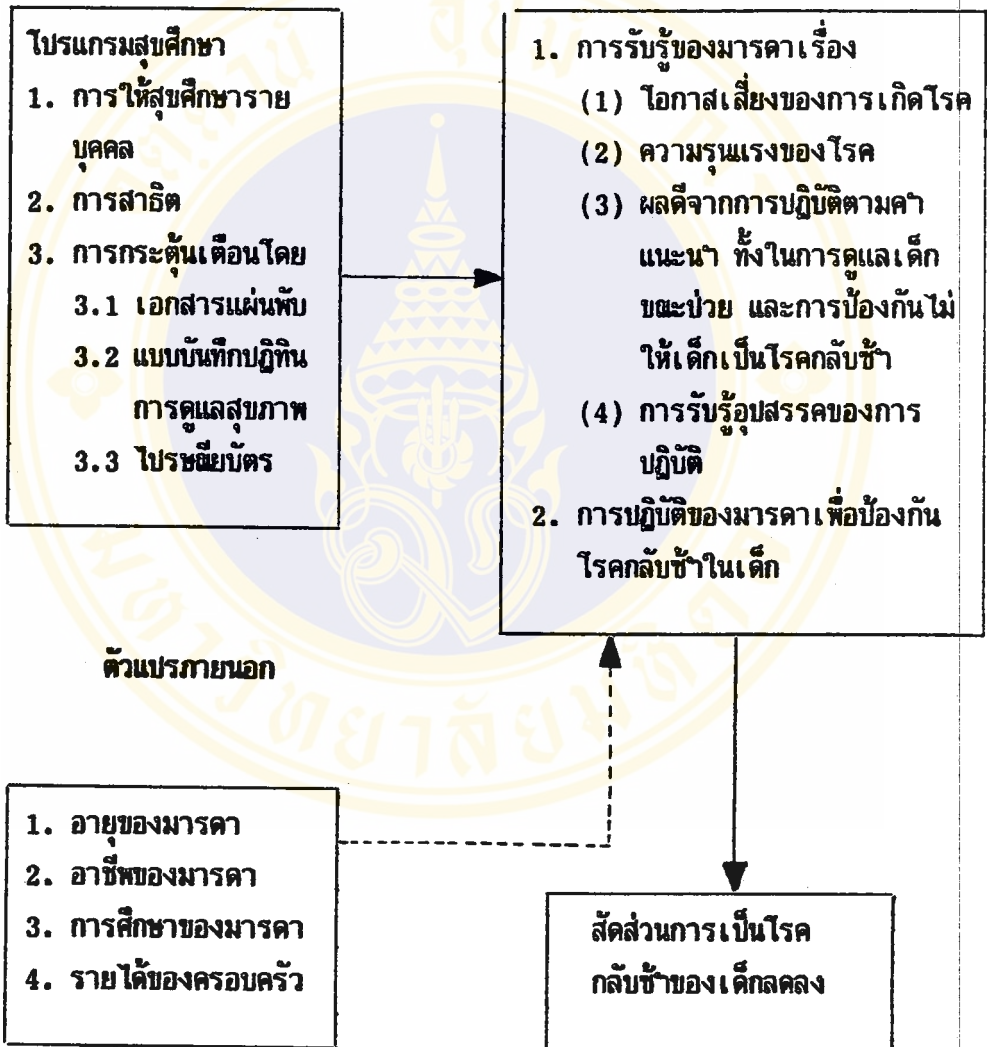 โปรแกรมสุขศึกษา
1. การให้สุขศึกษาราย
บุคคล
2. การสาธิต
3. การกระตุ้นเตือนโดย
3.1 เอกสารแผ่นพับ
3.2 แบบบันทึกปฏิทิน
การดูแลสุขภาพ
3.3 ไปรษณียบัตร
1. การรับรู้ของมารดาเรื่อง
(1) โอกาสเสี่ยงของการเกิดโรค
(2) ความรุนแรงของโรค
(3) ผลดีจากการปฏิบัติตามคำ
แนะนำ ทั้งในการดูแลเด็ก
ขณะป่วย และการป้องกันไม่
ให้เด็กเป็นโรคกลับซ้ำ
(4) การรับรู้อุปสรรคของการ
ปฏิบัติ
2. การปฏิบัติของมารดาเพื่อป้องกัน
โรคกลับซ้ำในเด็ก
ตัวแปรภายนอก
1. อายุของมารดา
2. อาชีพของมารดา
3. การศึกษาของมารดา
4. รายได้ของครอบครัว
สัดส่วนการเป็นโรค
กลับซ้ำของเด็กลดลง